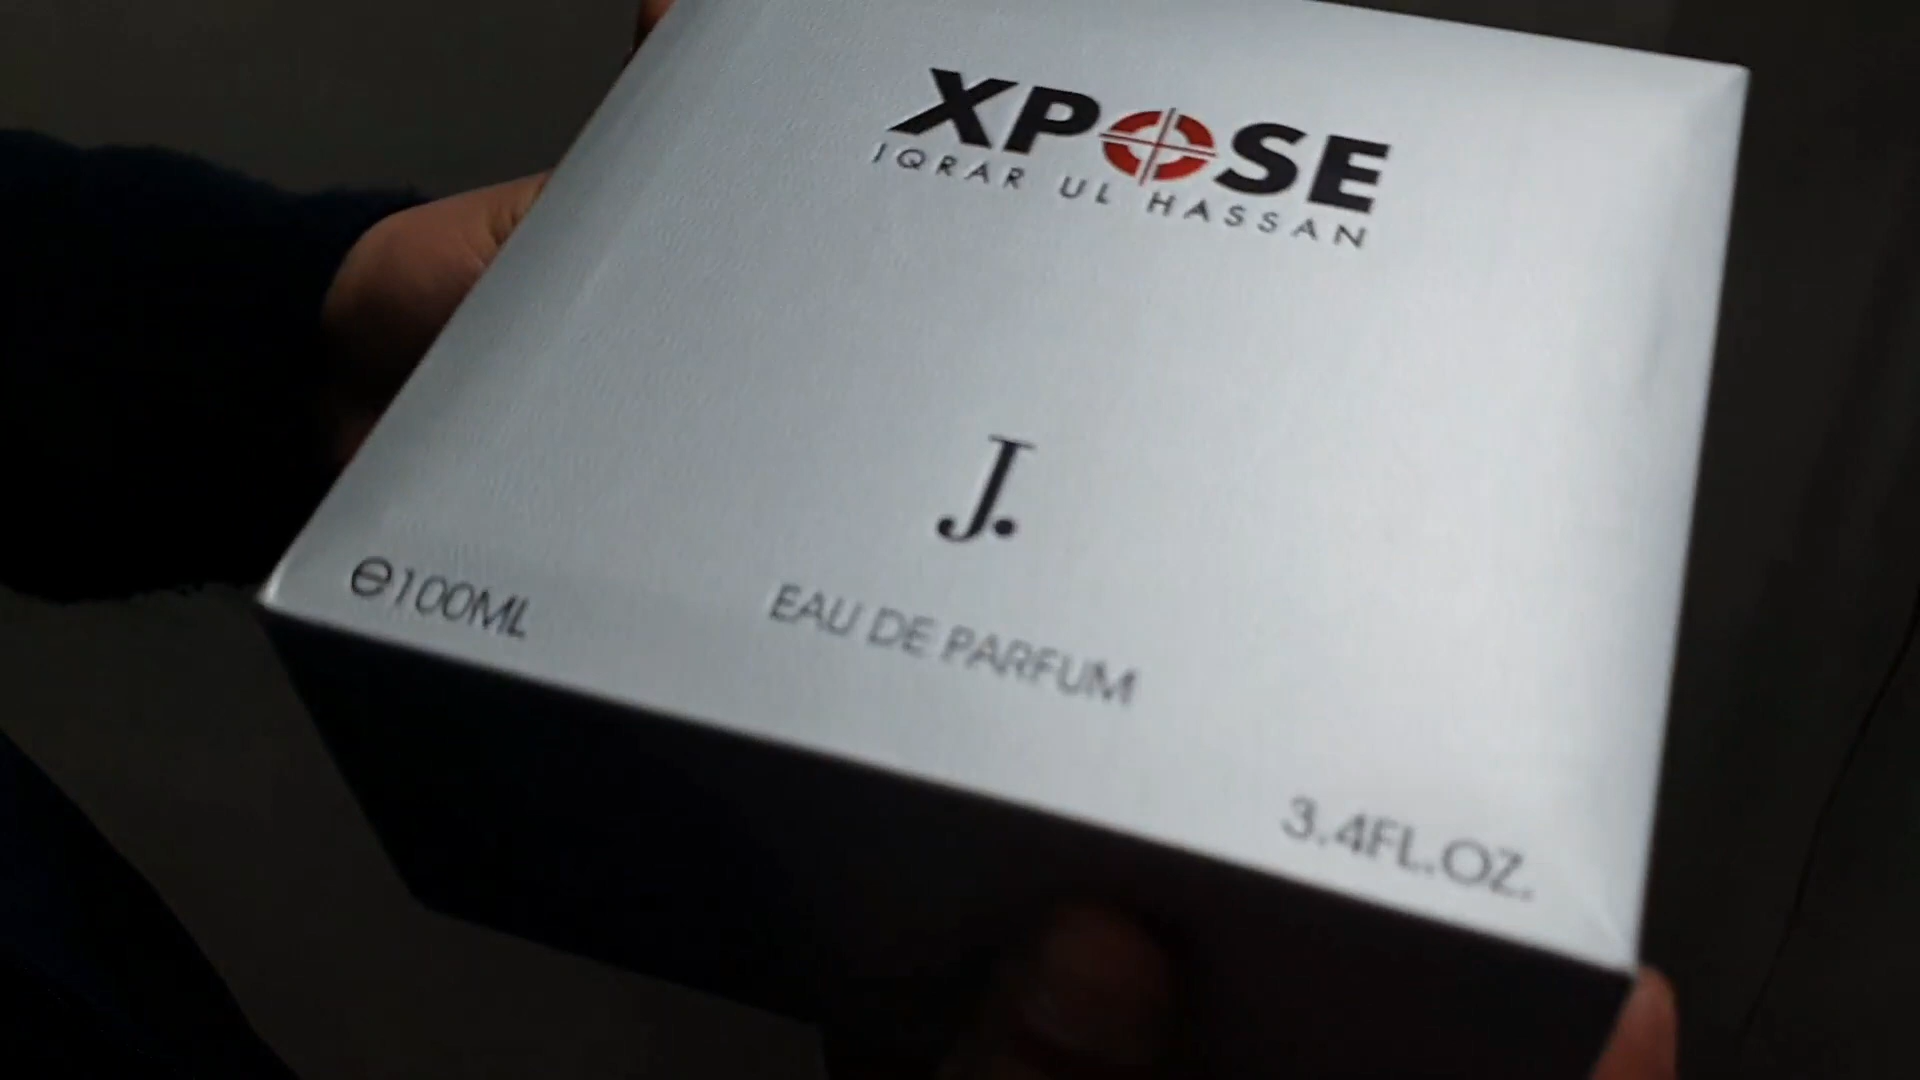 XPOSE
IQRAR UL HASSAN
J.
EAU DE PARFUM
⊖100ML
3.4FL.OZ.